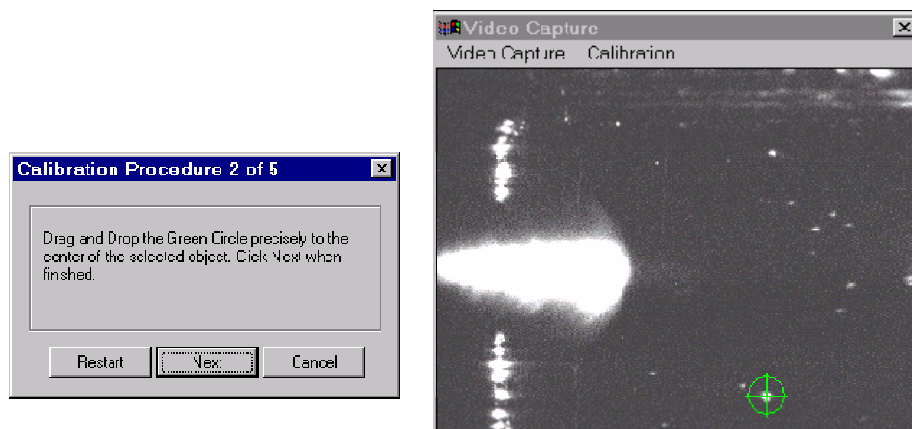 Video Capture
Video Capture Calibration
Calibration Procedure 2 of 5
Drag and Drop the Green Circle precisely to the
center of the selected object. Click Next when
finished.
Restart Next Cancel